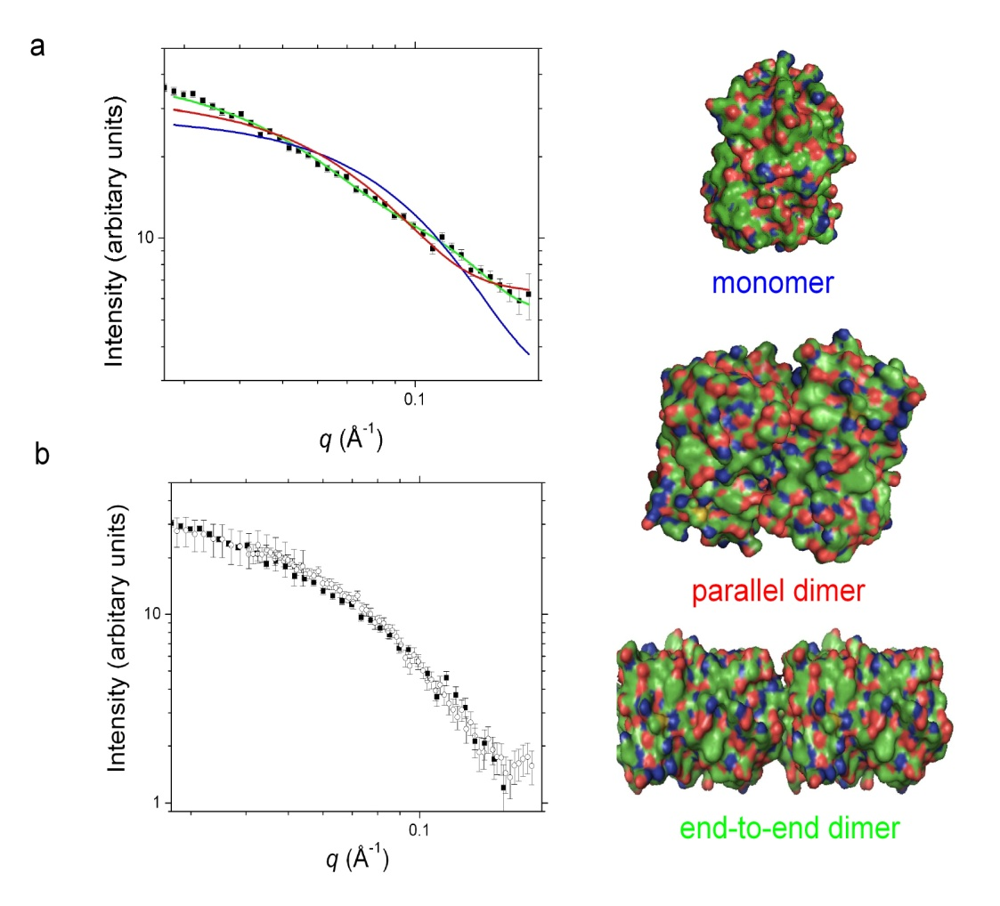 a
Intensity (arbitary units)
10
0.1
q (Å-1)
monomer
parallel dimer
b
Intensity (arbitary units)
10
1
0.1
q (Å-1)
end-to-end dimer